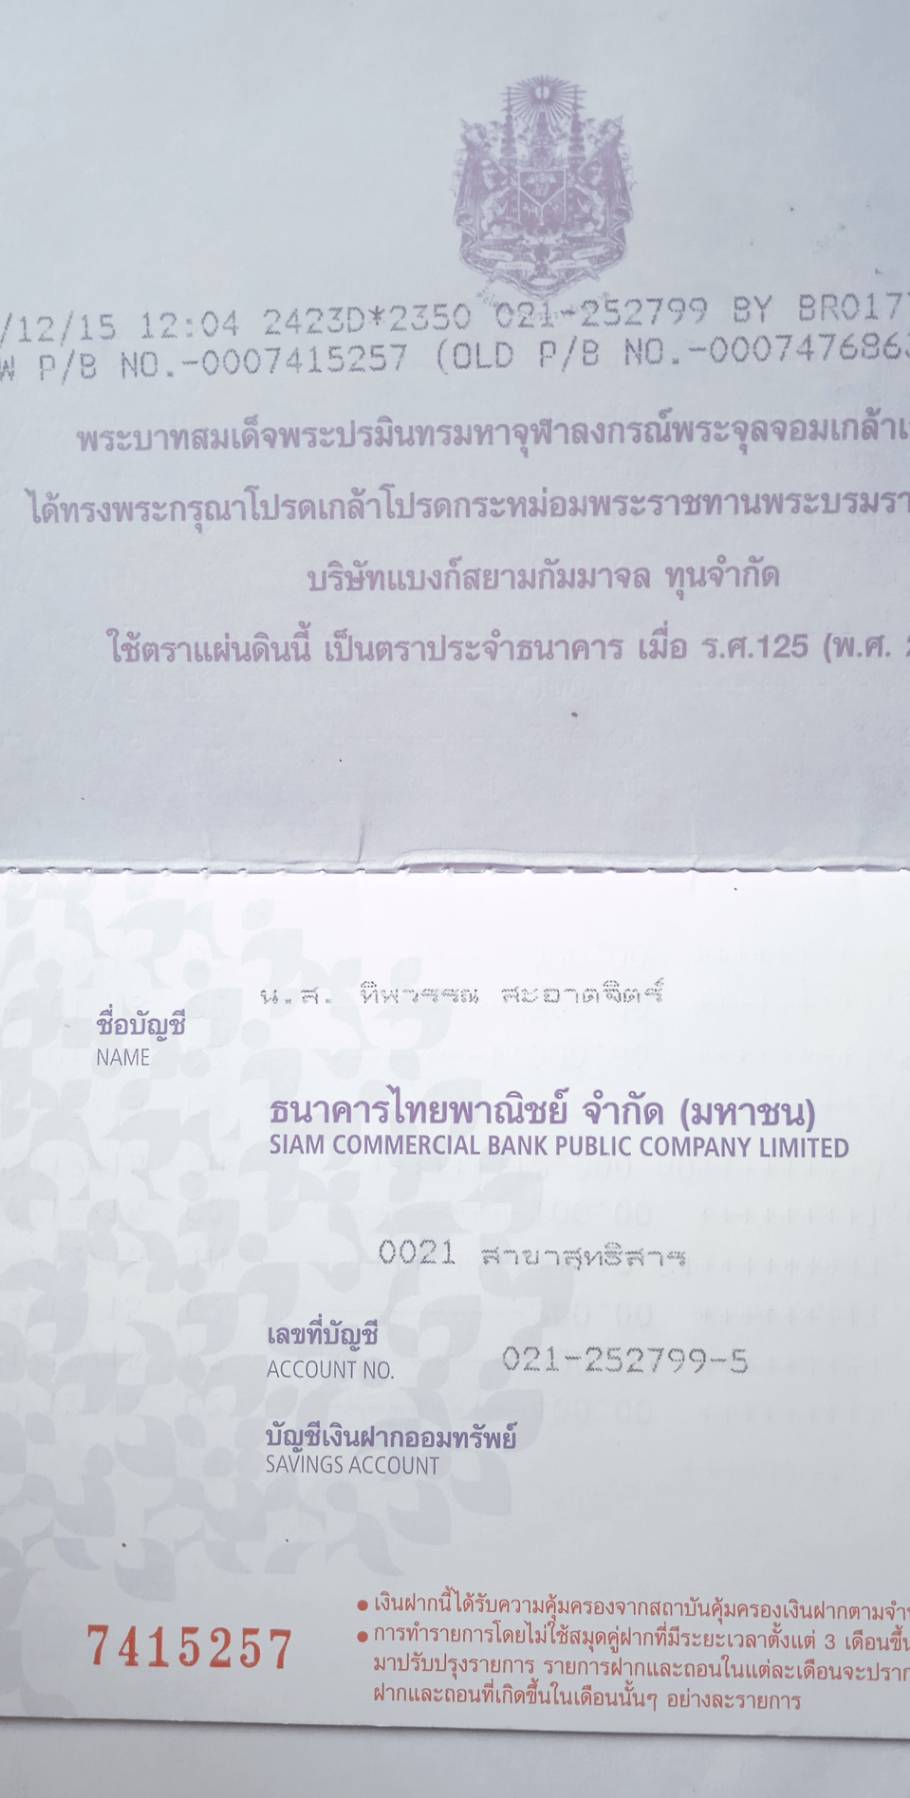 /12/15 12:04 2423D*2350 021-252799 BY BR017
W P/B NO.-0007415257 (OLD P/B NO.-000747686
พระบาทสมเด็จพระปรมินทรมหาจุฬาลงกรณ์พระจุลจอมเกล้าเ
ได้ทรงพระกรุณาโปรดเกล้าโปรดกระหม่อมพระราชทานพระบรมรา
บริษัทแบงก์สยามกัมมาจล ทุนจำกัด
ใช้ตราแผ่นดินนี้ เป็นตราประจำธนาคาร เมื่อ ร.ศ.125 (พ.ศ.
น.ส. ทิพวรรณ สะอาดจิตร์
ชื่อบัญชี
NAME
ธนาคารไทยพาณิชย์ จำกัด (มหาชน)
SIAM COMMERCIAL BANK PUBLIC COMPANY LIMITED
0021 สาขาสุทธิสาร
เลขที่บัญชี
ACCOUNT NO. 021-252799-5
บัญชีเงินฝากออมทรัพย์
SAVINGS ACCOUNT
7415257
• เงินฝากนี้ได้รับความคุ้มครองจากสถาบันคุ้มครองเงินฝากตามจำ
• การทำรายการโดยไม่ใช้สมุดคู่ฝากที่มีระยะเวลาตั้งแต่ 3 เดือนขึ้น
มาปรับปรุงรายการ รายการฝากและถอนในแต่ละเดือนจะปราก
ฝากและถอนที่เกิดขึ้นในเดือนนั้นๆ อย่างละรายการ